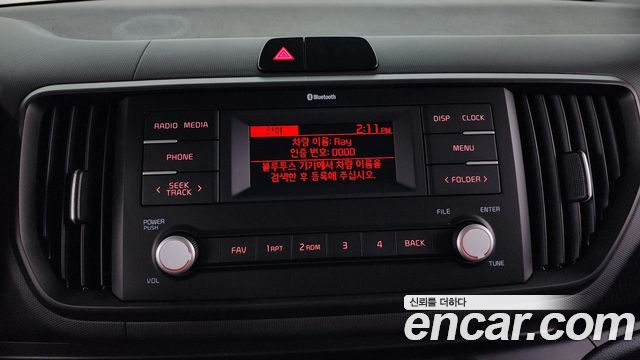 Bluetooth
RADIO MEDIA
DISP CLOCK
전화 2:11PM
차량 이름: Ray
인증 번호: 0000
블루투스 기기에서 차량 이름을
검색한 후 등록해 주십시오.
PHONE
MENU
< SEEK TRACK >
< FOLDER >
POWER
PUSH
FILE
ENTER
VOL
FAV 1 RPT 2 RDM 3 4 BACK
TUNE
신뢰를 더하다
encar.com